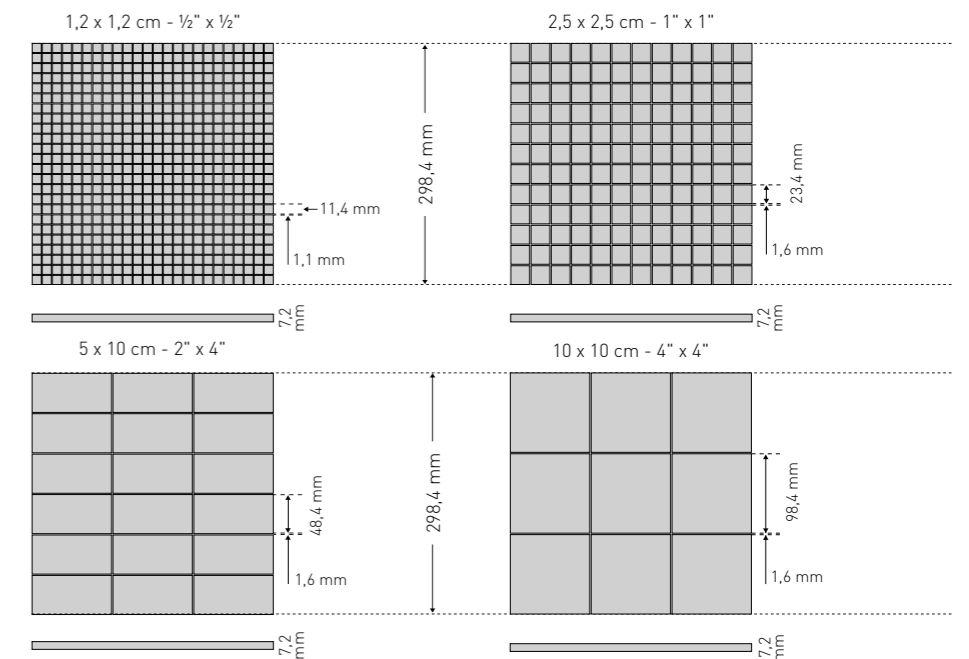 1,2 x 1,2 cm - ½" x ½"
2,5 x 2,5 cm - 1" x 1"
298,4 mm
11,4 mm
1,1 mm
23,4 mm
1,6 mm
7,2
mm
7,2
mm
5 x 10 cm - 2" x 4"
10 x 10 cm - 4" x 4"
298,4 mm
48,4 mm
1,6 mm
98,4 mm
1,6 mm
7,2
mm
7,2
mm